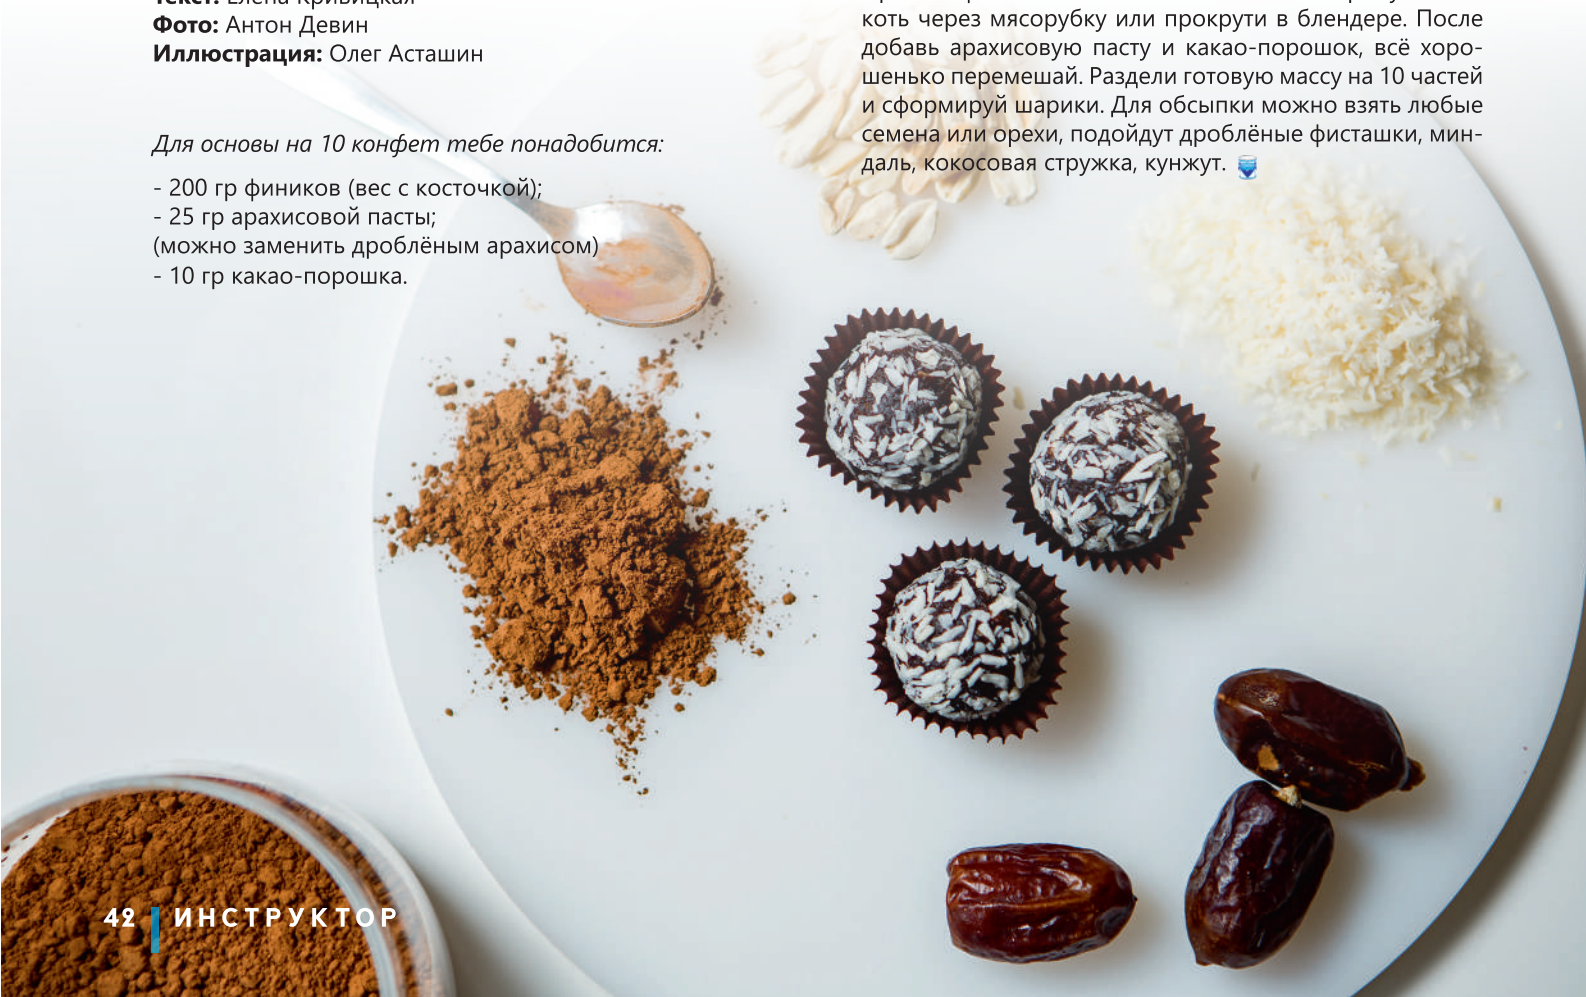 Текст: Елена Кривицкая
Фото: Антон Девин
Иллюстрация: Олег Асташин
Для основы на 10 конфет тебе понадобится:
- 200 гр фиников (вес с косточкой);
- 25 гр арахисовой пасты;
(можно заменить дроблёным арахисом)
- 10 гр какао-порошка.
коть через мясорубку или прокрути в блендере. После
добавь арахисовую пасту и какао-порошок, всё хоро-
шенько перемешай. Раздели готовую массу на 10 частей
и сформируй шарики. Для обсыпки можно взять любые
семена или орехи, подойдут дроблёные фисташки, мин-
даль, кокосовая стружка, кунжут.
42 ИНСТРУКТОР